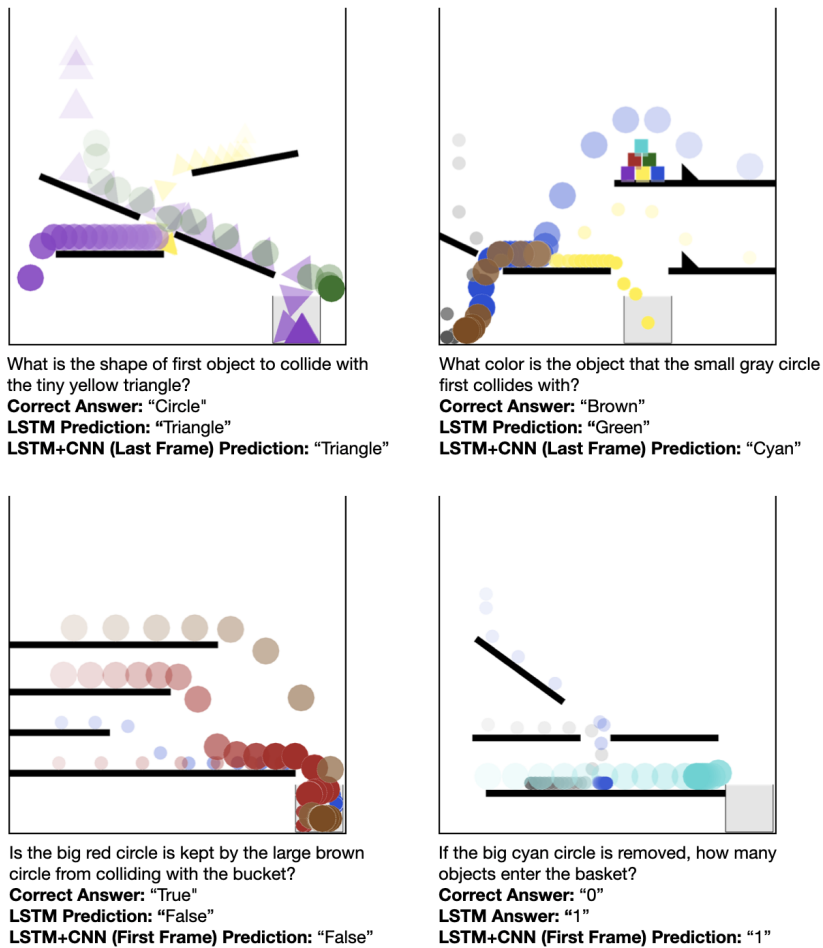 What is the shape of first object to collide with
the tiny yellow triangle?
Correct Answer: “Circle"
LSTM Prediction: “Triangle”
LSTM+CNN (Last Frame) Prediction: “Triangle”
What color is the object that the small gray circle
first collides with?
Correct Answer: “Brown”
LSTM Prediction: “Green”
LSTM+CNN (Last Frame) Prediction: “Cyan”
Is the big red circle is kept by the large brown
circle from colliding with the bucket?
Correct Answer: “True"
LSTM Prediction: “False”
LSTM+CNN (First Frame) Prediction: “False”
If the big cyan circle is removed, how many
objects enter the basket?
Correct Answer: “0”
LSTM Answer: “1”
LSTM+CNN (First Frame) Prediction: “1”